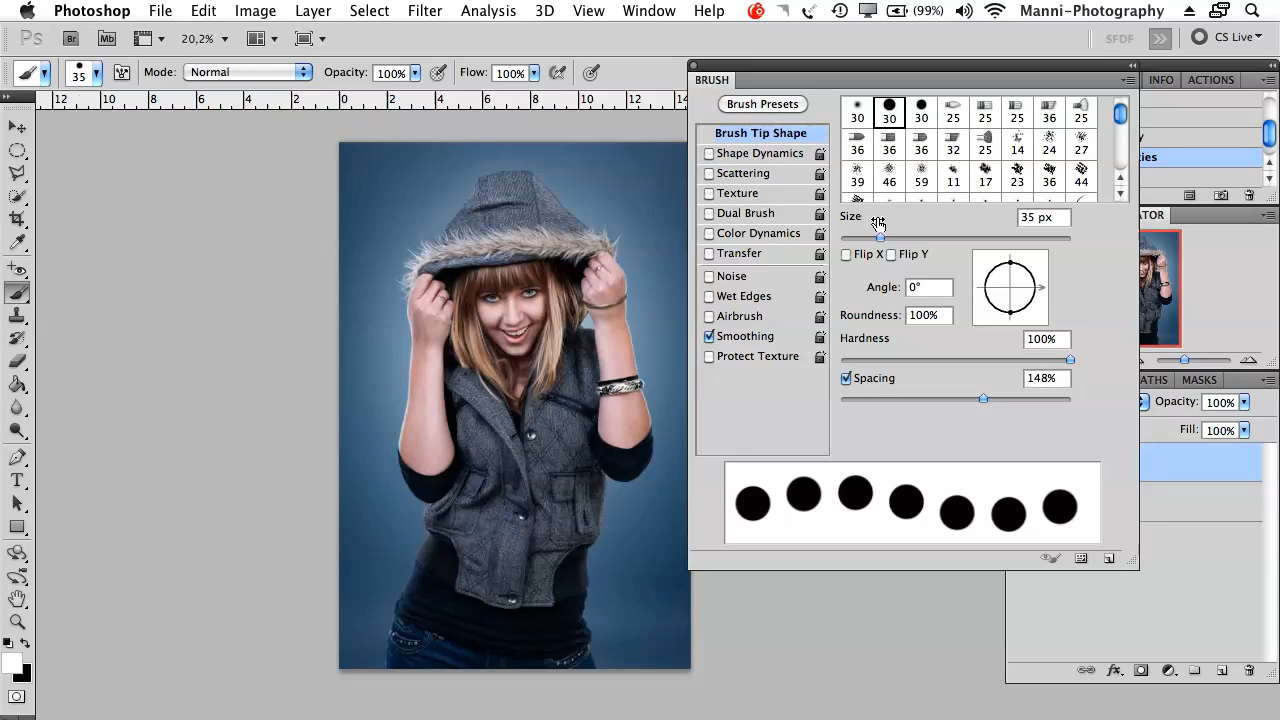 Photoshop File Edit Image Layer Select Filter Analysis 3D View Window Help (99%) Manni-Photography
Ps Br Mb 20,2% SFDF CS Live
35 Mode: Normal Opacity: 100% Flow: 100%
BRUSH INFO ACTIONS
12 10 8 6 4 2 0 2 4 6 8 10 12 14
Brush Presets
30 30 30 25 25 25 36 25
Brush Tip Shape
36 36 36 32 25 14 24 27
Shape Dynamics
Scattering
39 46 59 11 17 23 36 44
Texture
Dual Brush
Size 35 px
Color Dynamics
Transfer
Flip X Flip Y
Noise
Angle: 0°
Wet Edges
Airbrush
Roundness: 100%
Smoothing
Hardness 100%
Protect Texture
Spacing 148%
ATOR
MASKS
Opacity: 100%
Fill: 100%
fx